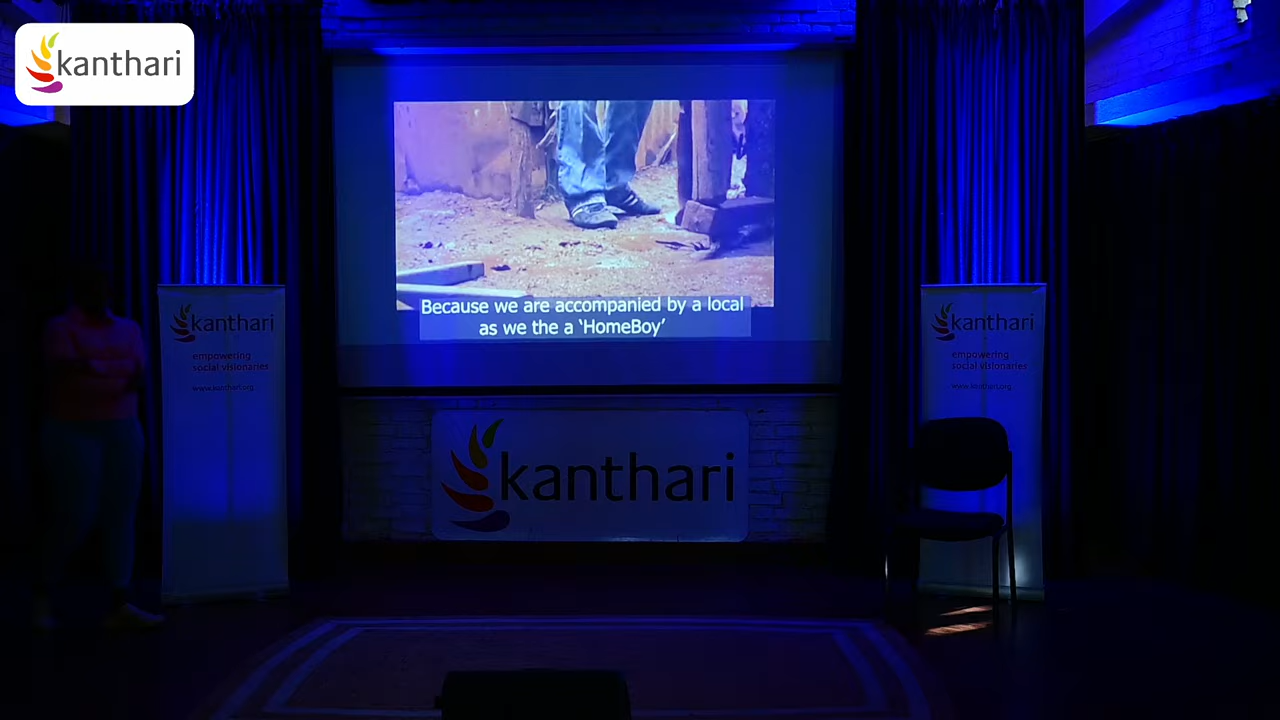 kanthari
Because we are accompanied by a local
as we the a ‘HomeBoy’
kanthari
empowering
social visionaries
www.kanthari.org
kanthari
empowering
social visionaries
www.kanthari.org
kanthari